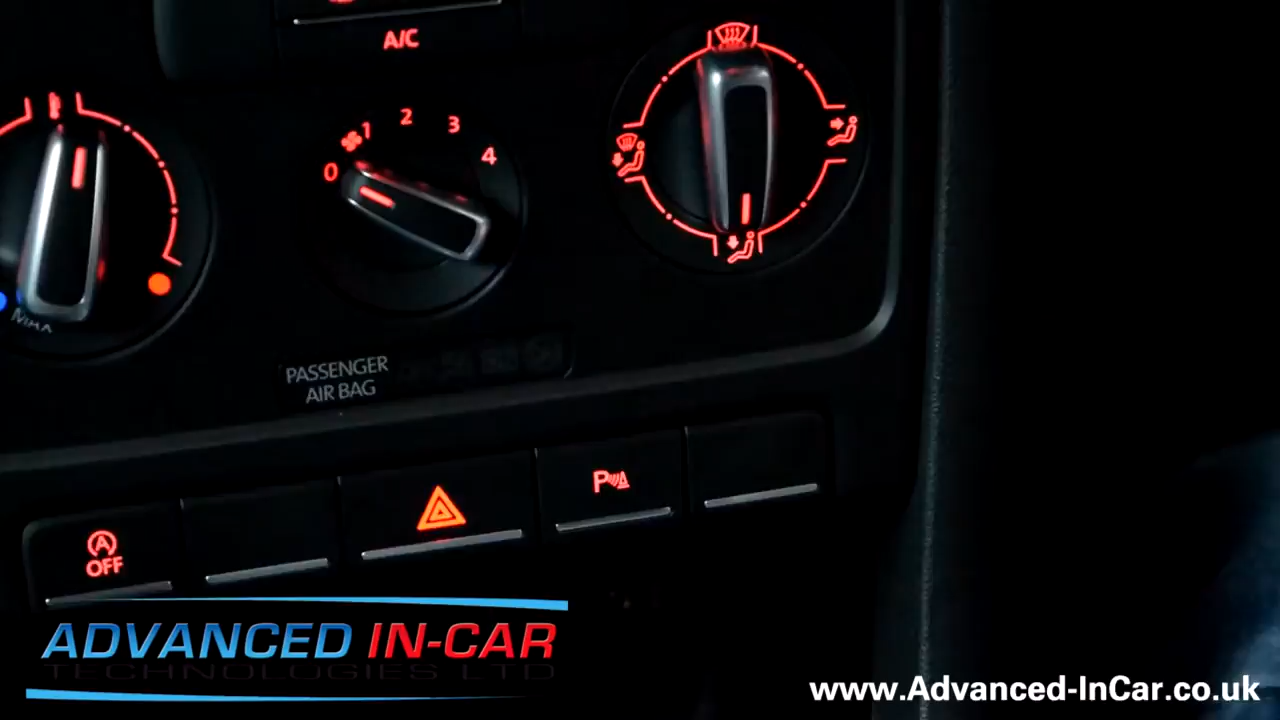 A/C
0 1 2 3 4
PASSENGER
AIR BAG
P
A
OFF
ADVANCED IN-CAR
TECHNOLOGIES LTD
www.Advanced-InCar.co.uk